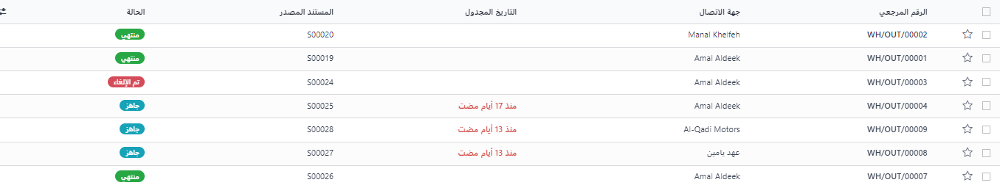 الرقم المرجعي جهة الاتصال التاريخ المجدول المستند المصدر الحالة
WH/OUT/00002 Manal Khelfeh S00020 منتهي
WH/OUT/00001 Amal Aldeek S00019 منتهي
WH/OUT/00003 Amal Aldeek S00024 تم الإلغاء
WH/OUT/00004 Amal Aldeek منذ 17 أيام مضت S00025 جاهز
WH/OUT/00009 Al-Qadi Motors منذ 13 أيام مضت S00028 جاهز
WH/OUT/00008 عهد يامين منذ 13 أيام مضت S00027 جاهز
WH/OUT/00007 Amal Aldeek S00026 منتهي